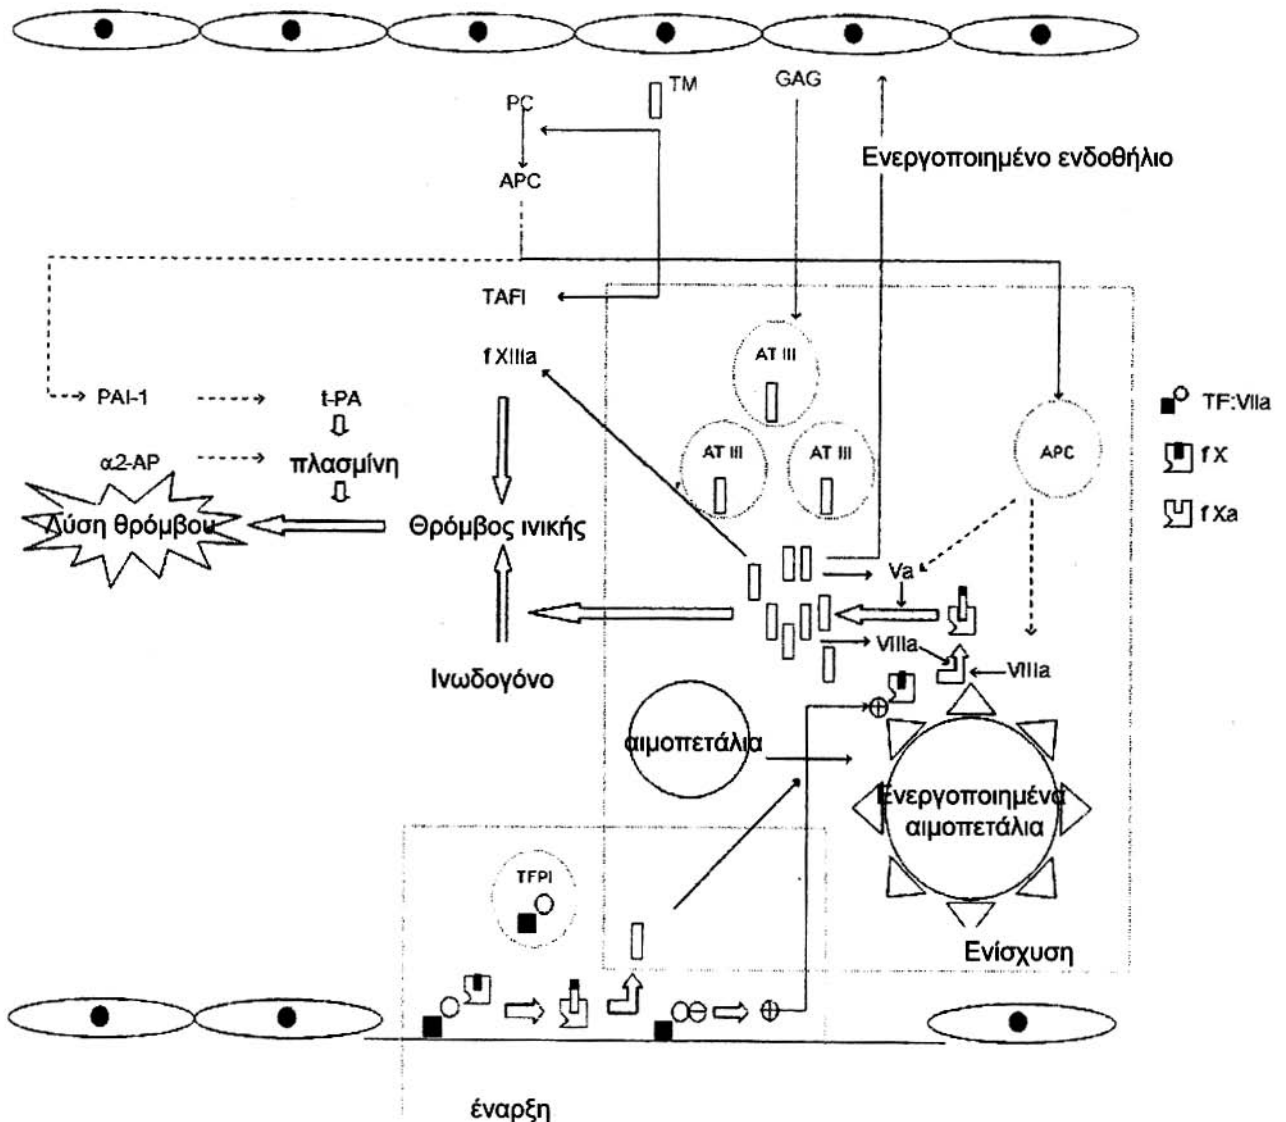 TM
GAG
PC
Ενεργοποιημένο ενδοθήλιο
APC
TAFI
AT III
f XIIIa
PAI-1
t-PA
TF:VIIa
α2-AP
πλασμίνη
AT III
AT III
APC
f X
Λύση θρόμβου
Θρόμβος ινικής
f Xa
Va
VIIIa
VIIIa
Ινωδογόνο
αιμοπετάλια
Ενεργοποιημένα
αιμοπετάλια
TFPI
Ενίσχυση
έναρξη